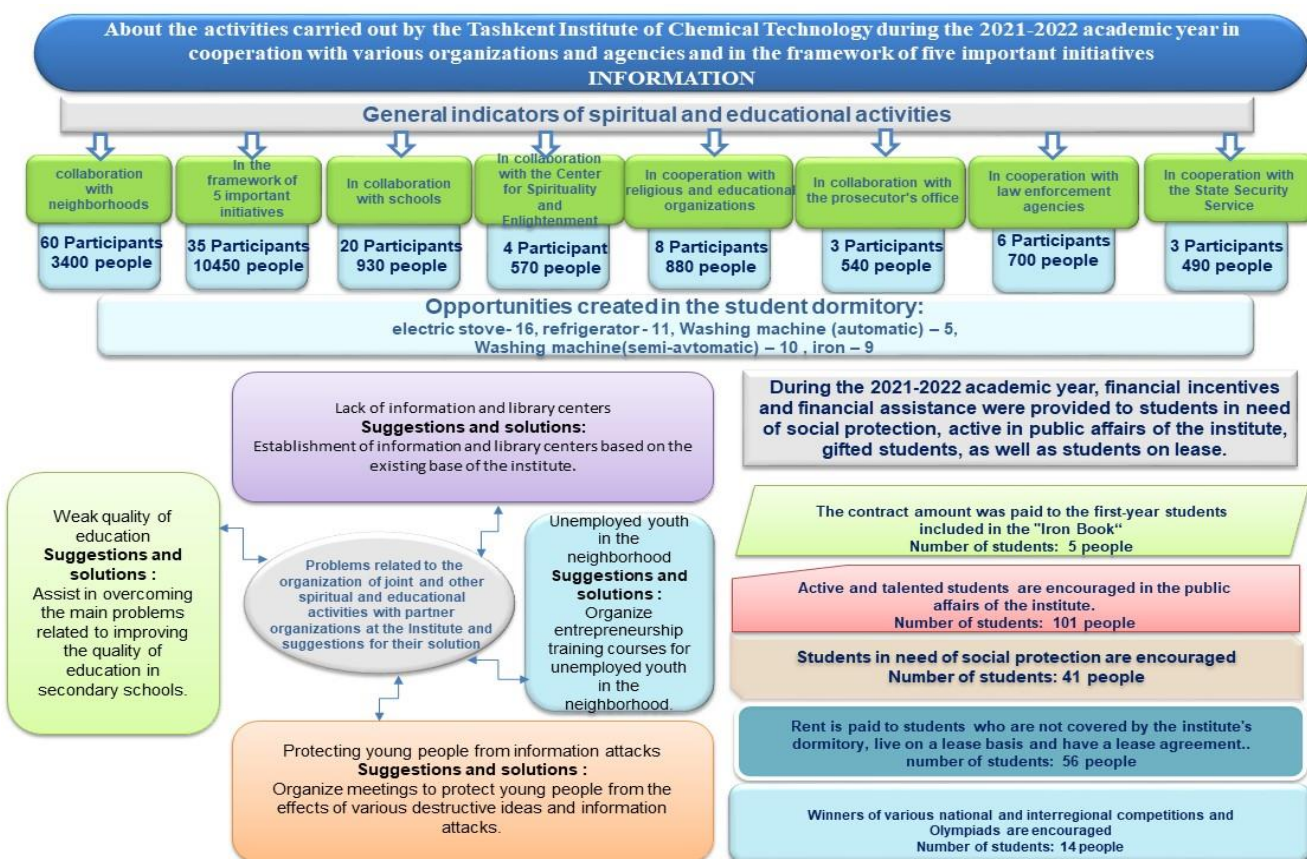 About the activities carried out by the Tashkent Institute of Chemical Technology during the 2021-2022 academic year in
cooperation with various organizations and agencies and in the framework of five important initiatives
INFORMATION
General indicators of spiritual and educational activities
collaboration
with
neighborhoods
60 Participants
3400 people
In the
framework of
5 important
initiatives
35 Participants
10450 people
In collaboration
with schools
20 Participants
930 people
In collaboration
with the Center
for Spirituality
and
Enlightenment
4 Participant
570 people
In cooperation with
religious and educational
organizations
8 Participants
880 people
In collaboration with
the prosecutor's office
3 Participants
540 people
In cooperation with
law enforcement
agencies
6 Participants
700 people
In cooperation with
the State Security
Service
3 Participants
490 people
Opportunities created in the student dormitory:
electric stove- 16, refrigerator - 11, Washing machine (automatic) – 5,
Washing machine(semi-avtomatic) – 10 , iron – 9
Lack of information and library centers
Suggestions and solutions:
Establishment of information and library centers based on the
existing base of the institute.
Weak quality of
education
Suggestions and
solutions :
Assist in overcoming
the main problems
related to improving
the quality of
education in
secondary schools.
Problems related to the
organization of joint and other
spiritual and educational
activities with partner
organizations at the Institute and
suggestions for their solution
Unemployed youth
in the
neighborhood
Suggestions and
solutions :
Organize
entrepreneurship
training courses for
unemployed youth
in the
neighborhood.
Protecting young people from information attacks
Suggestions and solutions :
Organize meetings to protect young people from the
effects of various destructive ideas and information
attacks.
During the 2021-2022 academic year, financial incentives
and financial assistance were provided to students in need
of social protection, active in public affairs of the institute,
gifted students, as well as students on lease.
The contract amount was paid to the first-year students
included in the "Iron Book“
Number of students: 5 people
Active and talented students are encouraged in the public
affairs of the institute.
Number of students: 101 people
Students in need of social protection are encouraged
Number of students: 41 people
Rent is paid to students who are not covered by the institute's
dormitory, live on a lease basis and have a lease agreement..
number of students: 56 people
Winners of various national and interregional competitions and
Olympiads are encouraged
Number of students: 14 people